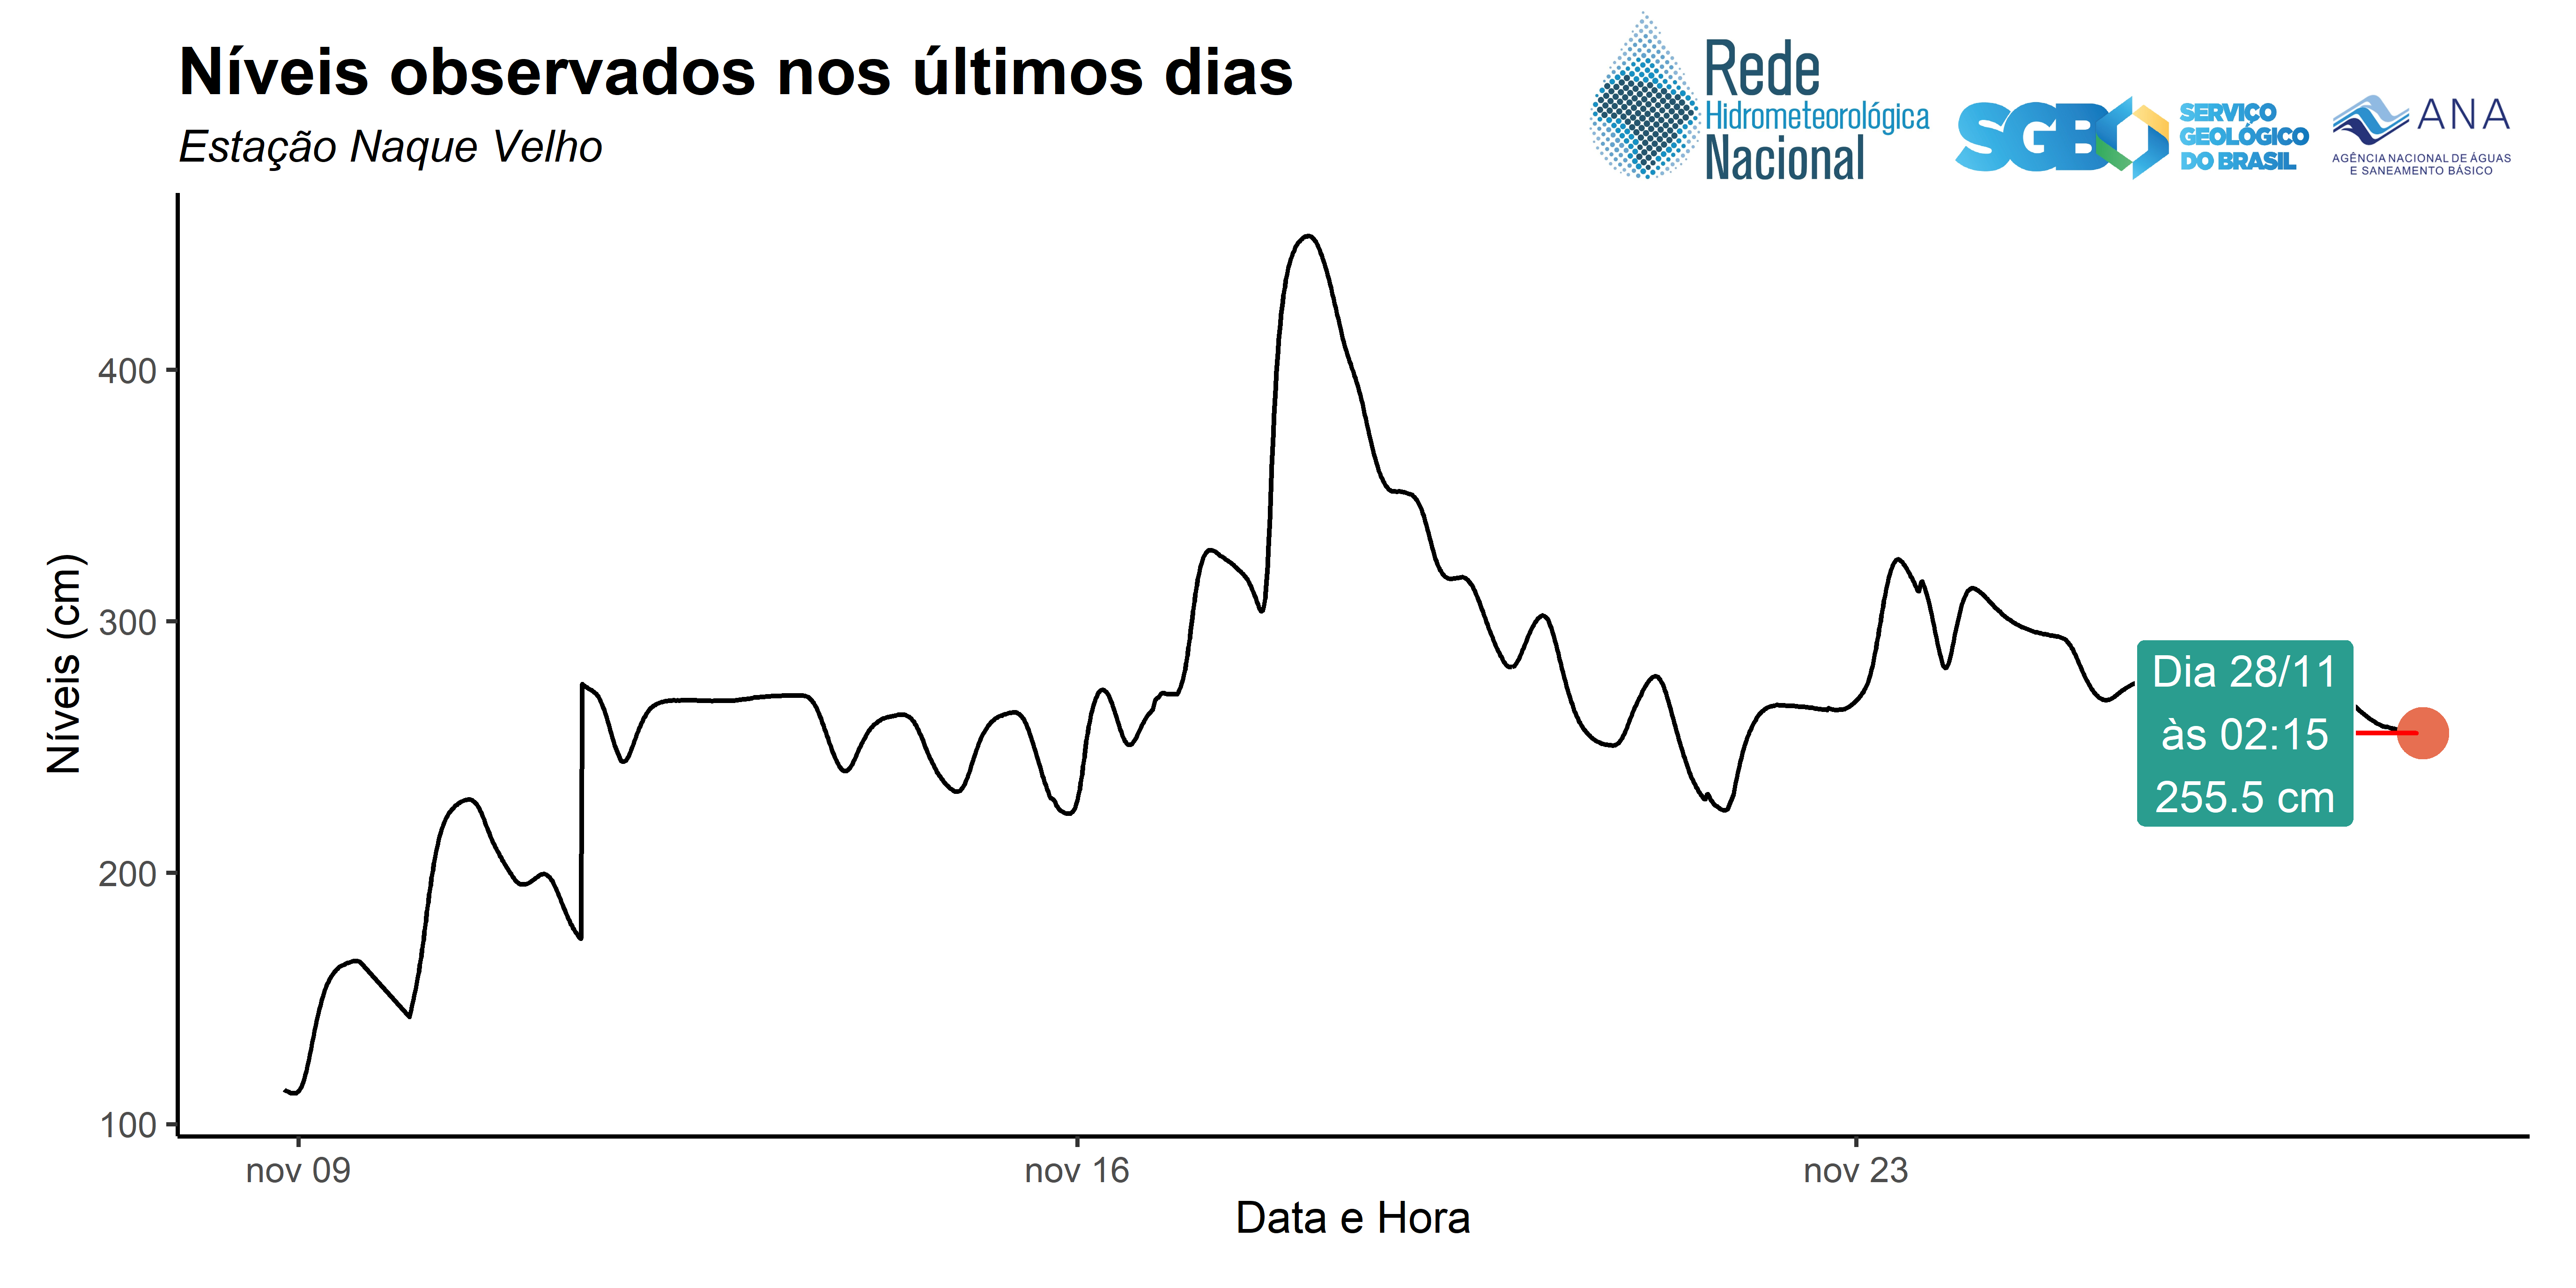 Níveis observados nos últimos dias
Estação Naque Velho
Rede
Hidrometeorológica
Nacional
SGB
SERVIÇO
GEOLÓGICO
DO BRASIL
ANA
AGÊNCIA NACIONAL DE ÁGUAS
E SANEAMENTO BÁSICO
Níveis (cm)
400
300
200
100
Dia 28/11
às 02:15
255.5 cm
nov 09
nov 16
nov 23
Data e Hora